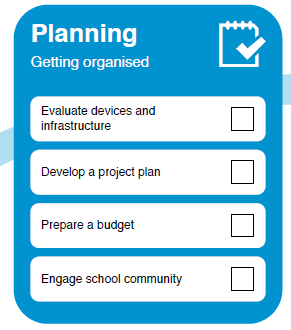 Planning
Getting organised
Evaluate devices and
infrastructure
Develop a project plan
Prepare a budget
Engage school community